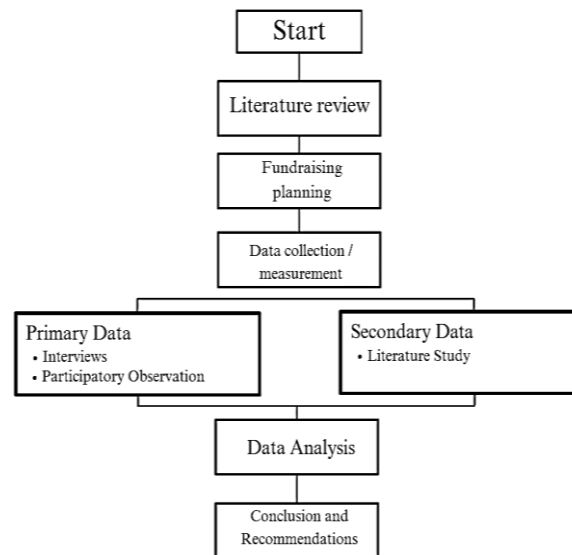 Start
Literature review
Fundraising
planning
Data collection /
measurement
Primary Data
• Interviews
• Participatory Observation
Secondary Data
• Literature Study
Data Analysis
Conclusion and
Recommendations